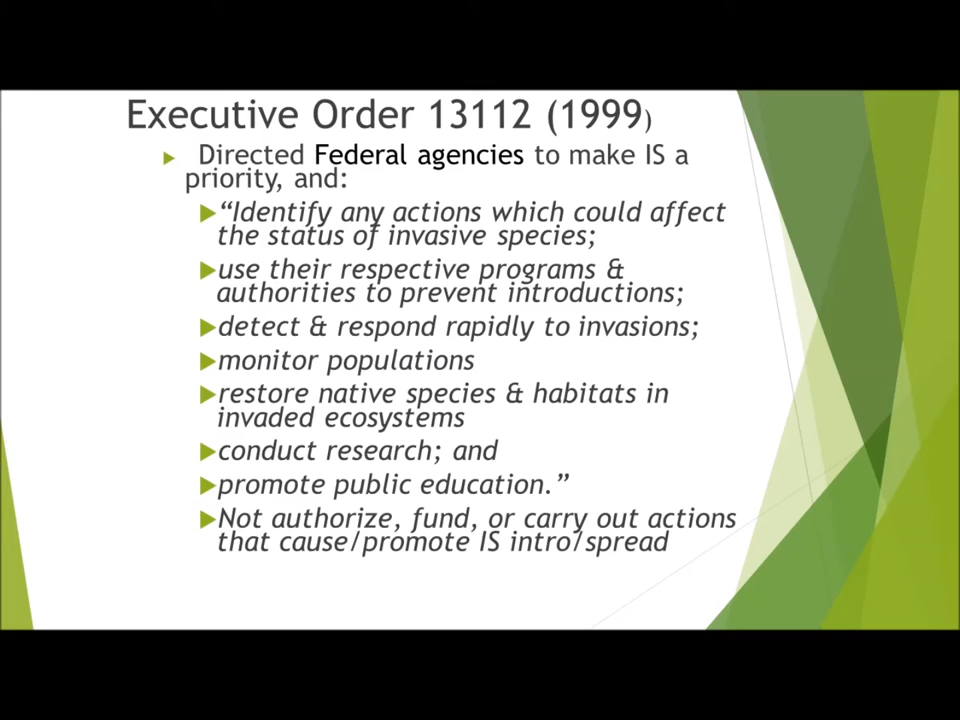 Executive Order 13112 (1999)
Directed Federal agencies to make IS a
priority, and:
“Identify any actions which could affect
the status of invasive species;
use their respective programs &
authorities to prevent introductions;
detect & respond rapidly to invasions;
monitor populations
restore native species & habitats in
invaded ecosystems
conduct research; and
promote public education.”
Not authorize, fund, or carry out actions
that cause/promote IS intro/spread